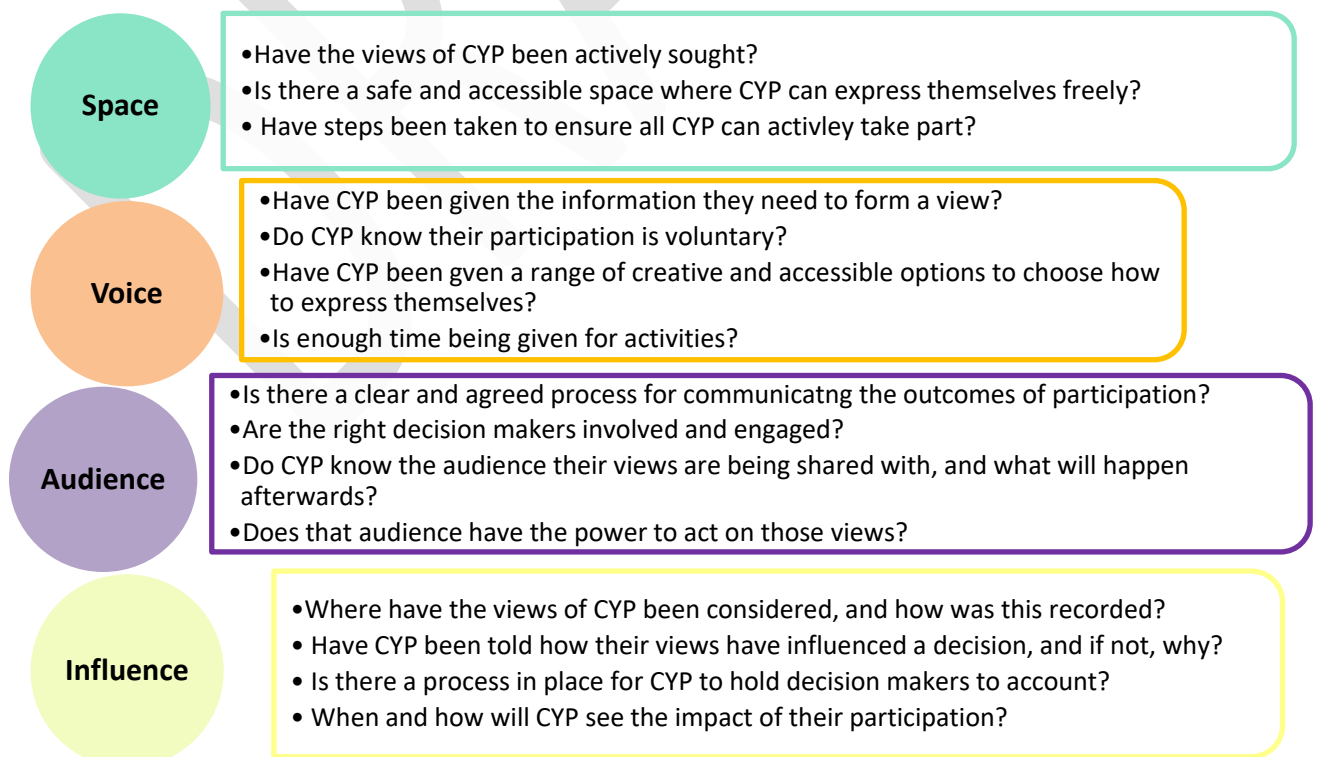 Space
•Have the views of CYP been actively sought?
•Is there a safe and accessible space where CYP can express themselves freely?
• Have steps been taken to ensure all CYP can activley take part?
Voice
•Have CYP been given the information they need to form a view?
•Do CYP know their participation is voluntary?
•Have CYP been gven a range of creative and accessible options to choose how
to express themselves?
•Is enough time being given for activities?
Audience
•Is there a clear and agreed process for communicatng the outcomes of participation?
•Are the right decision makers involved and engaged?
•Do CYP know the audience their views are being shared with, and what will happen
afterwards?
•Does that audience have the power to act on those views?
Influence
•Where have the views of CYP been considered, and how was this recorded?
• Have CYP been told how their views have influenced a decision, and if not, why?
• Is there a process in place for CYP to hold decision makers to account?
• When and how will CYP see the impact of their participation?